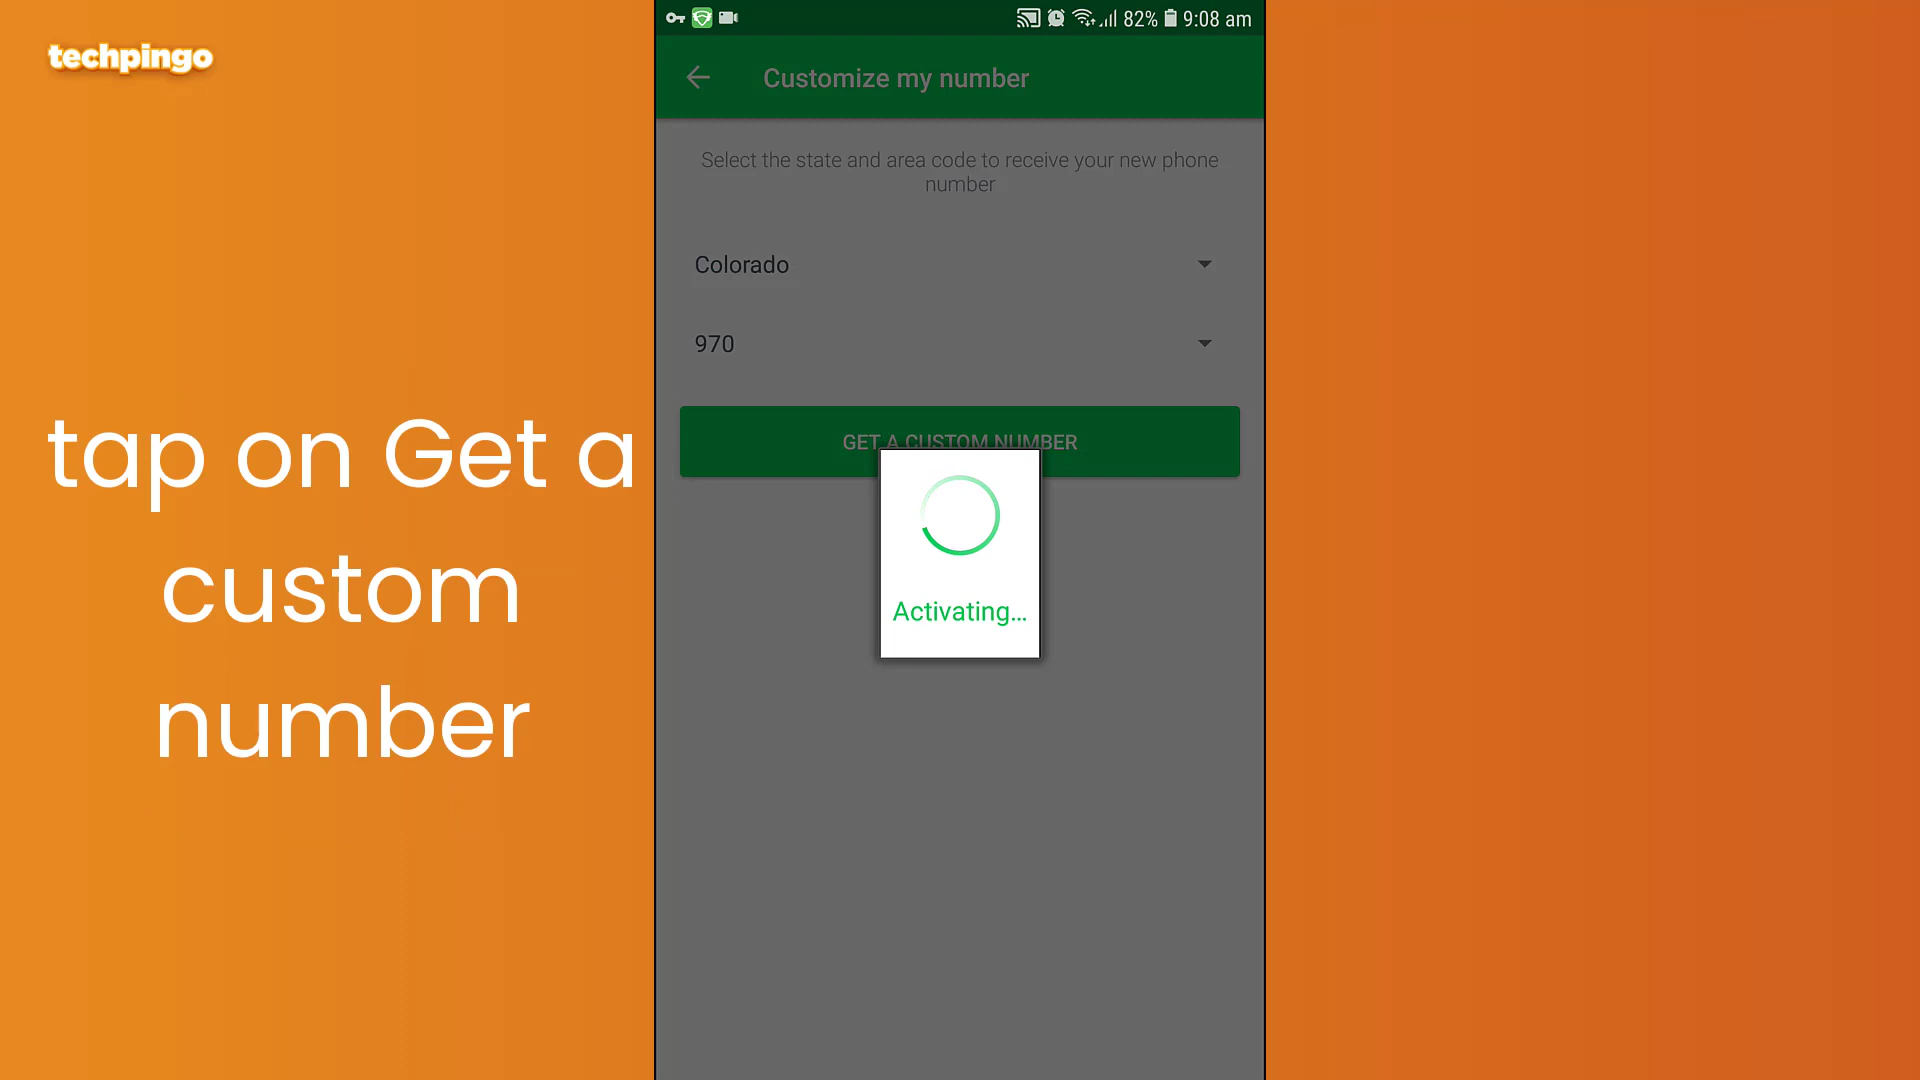 techpingo
tap on Get a
custom
number
82% 9:08 am
Customize my number
Select the state and area code to receive your new phone
number
Colorado
970
GET A CUSTOM NUMBER
Activating...